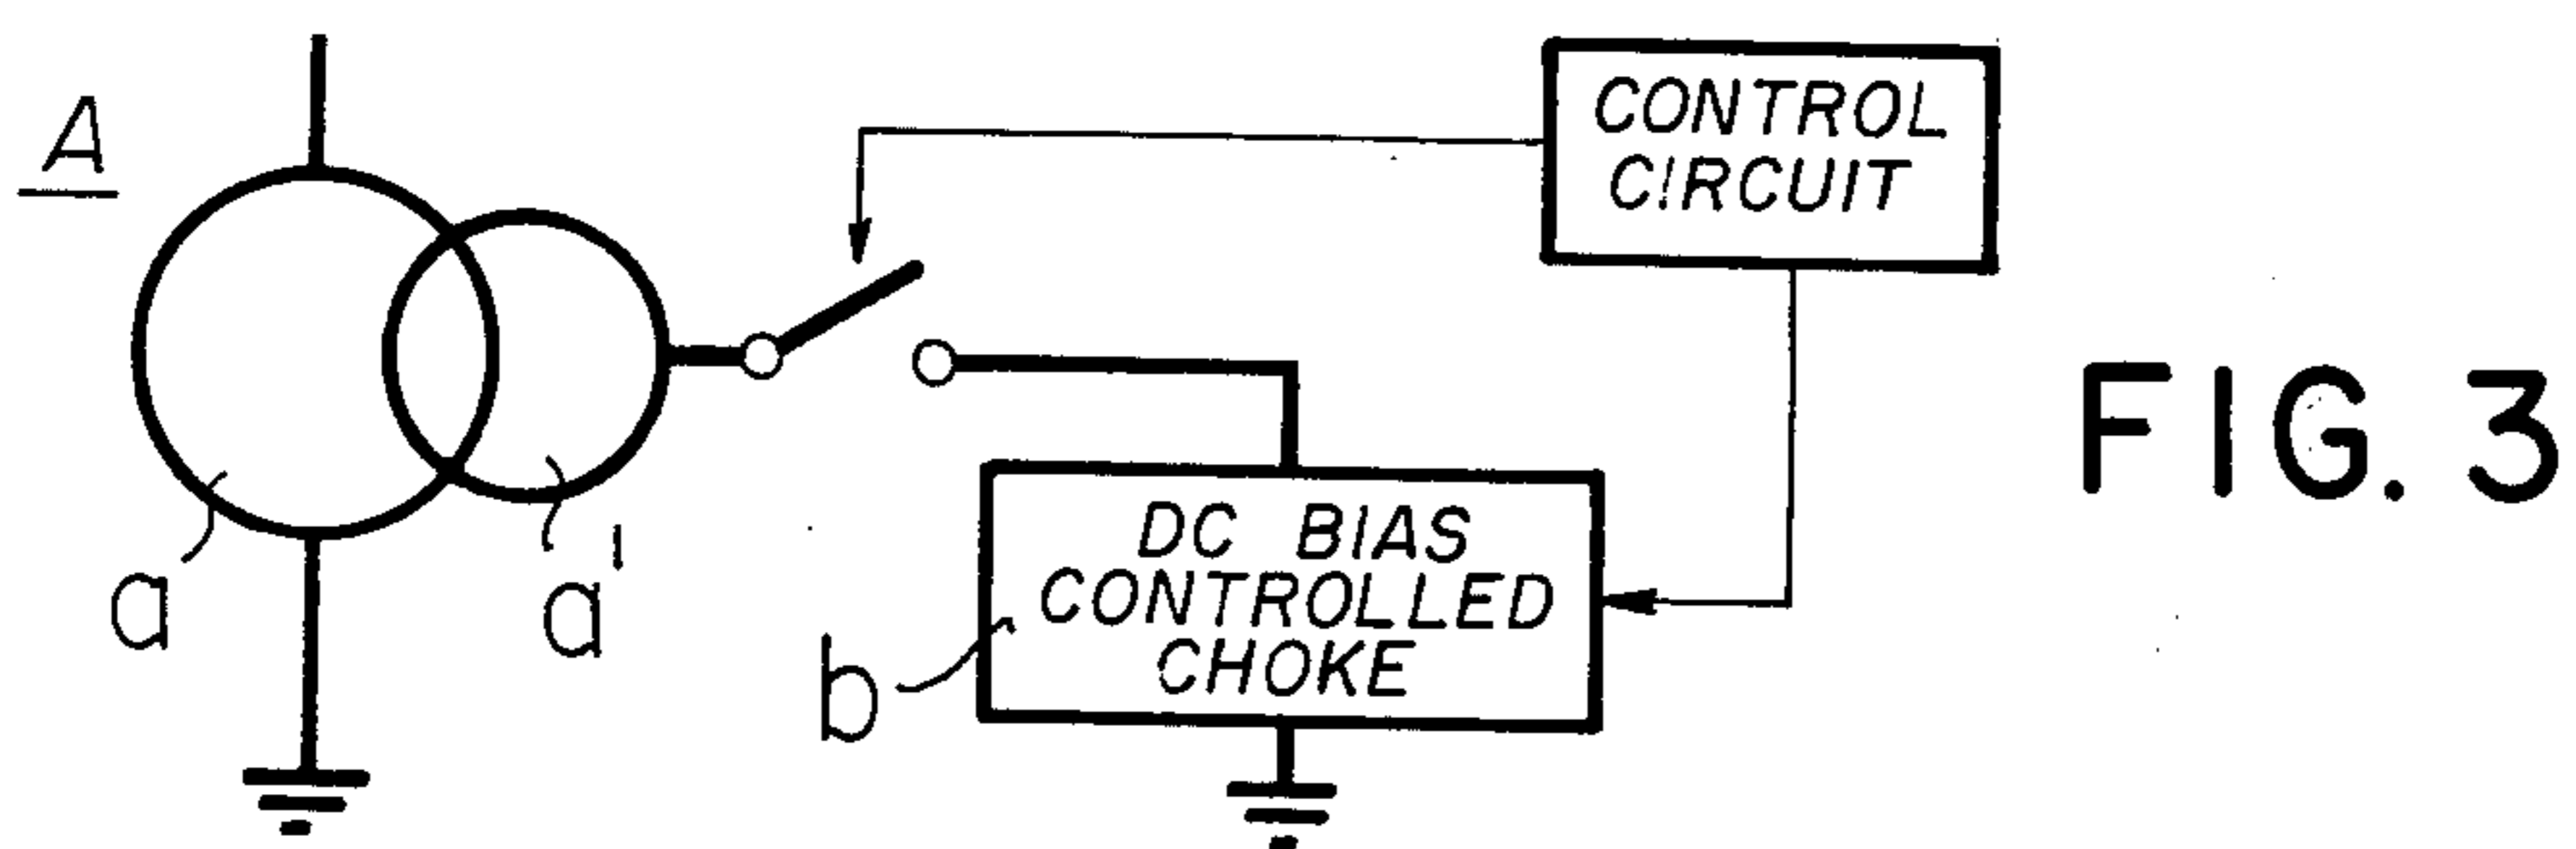 A
CONTROL
CIRCUIT
a
a'
b
DC BIAS
CONTROLLED
CHOKE
FIG. 3